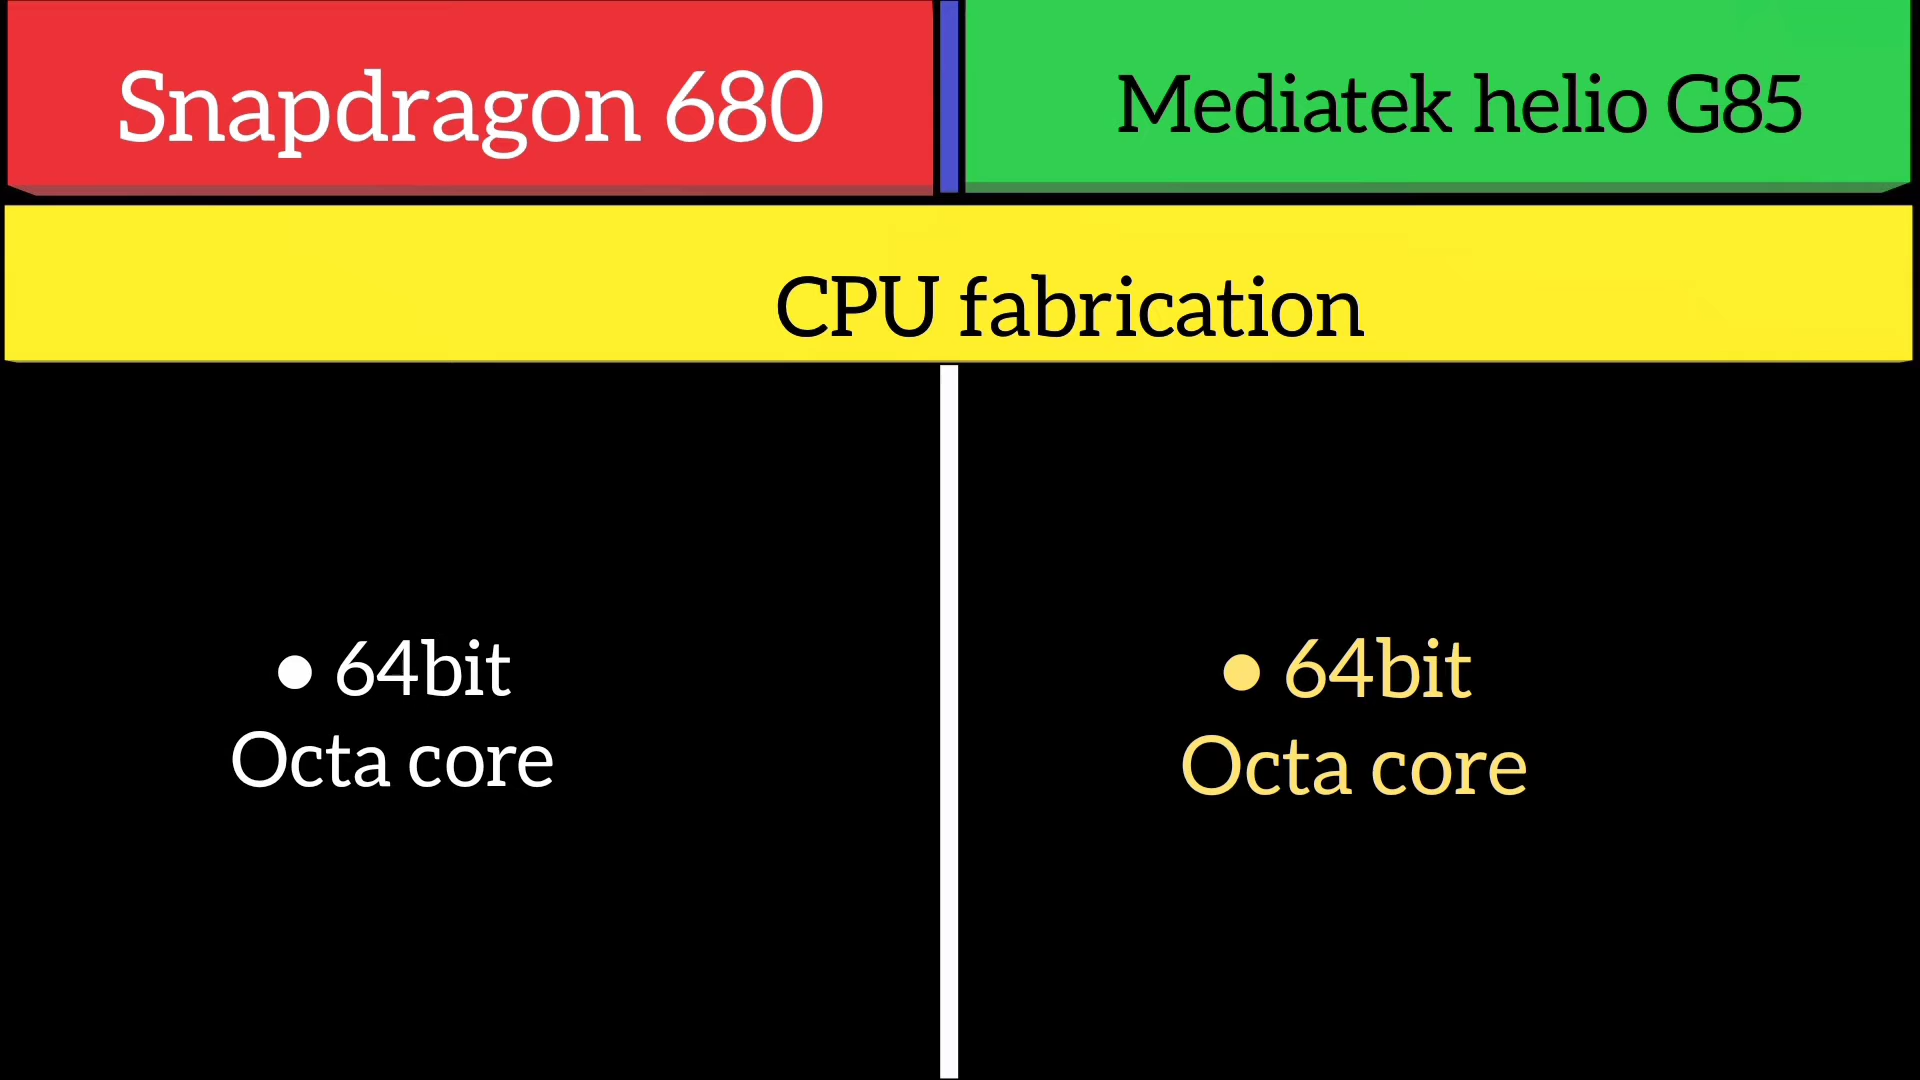 Snapdragon 680
Mediatek helio G85
CPU fabrication
● 64bit
Octa core
● 64bit
Octa core